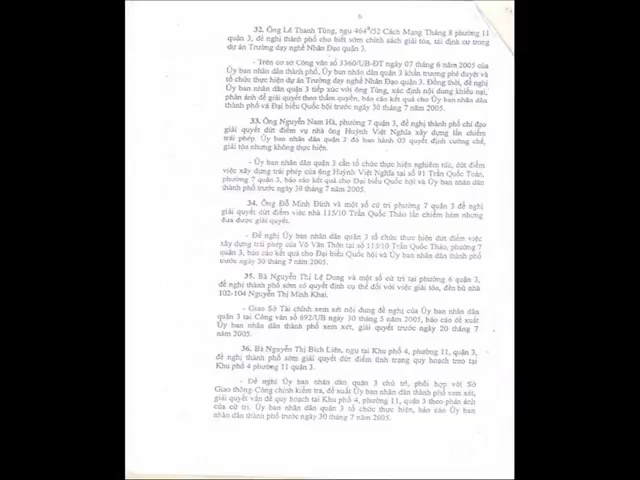 6
32. Ông Lê Thanh Tùng, ngụ 464⁸/52 Cách Mạng Tháng 8 phường 11
quận 3, đề nghị thành phố cho biết sớm chính sách giải tỏa, tái định cư trong
dự án Trường dạy nghề Nhân Đạo quận 3.
- Trên cơ sở Công văn số 3360/UB-ĐT ngày 07 tháng 6 năm 2005 của
Ủy ban nhân dân thành phố, Ủy ban nhân dân quận 3 khẩn trương phê duyệt và
tổ chức thực hiện dự án Trường dạy nghề Nhân Đạo quận 3. Đồng thời, đề nghị
Ủy ban nhân dân quận 3 tiếp xúc với ông Tùng, xác định nội dung khiếu nại,
phản ánh để giải quyết theo thẩm quyền, báo cáo kết quả cho Ủy ban nhân dân
thành phố và Đại biểu Quốc hội trước ngày 30 tháng 7 năm 2005.
33. Ông Nguyễn Nam Hà, phường 7 quận 3, đề nghị thành phố chỉ đạo
giải quyết dứt điểm vụ nhà ông Huỳnh Việt Nghĩa xây dựng lấn chiếm
trái phép. Ủy ban nhân dân quận 3 đã ban hành 03 quyết định cưỡng chế,
giải tỏa nhưng không thực hiện.
- Ủy ban nhân dân quận 3 cần tổ chức thực hiện nghiêm túc, dứt điểm
việc xây dựng trái phép của ông Huỳnh Việt Nghĩa tại số 91 Trần Quốc Toản,
phường 7 quận 3, báo cáo kết quả cho Đại biểu Quốc hội và Ủy ban nhân dân
thành phố trước ngày 30 tháng 7 năm 2005.
34. Ông Đỗ Minh Đính và một số cử tri phường 7 quận 3 đề nghị
giải quyết dứt điểm việc nhà 115/10 Trần Quốc Thảo lấn chiếm hẻm nhưng
chưa được giải quyết.
- Đề nghị Ủy ban nhân dân quận 3 tổ chức thực hiện dứt điểm việc
xây dựng trái phép của Võ Văn Thôn tại số 115/10 Trần Quốc Thảo, phường 7
quận 3, báo cáo kết quả cho Đại biểu Quốc hội và Ủy ban nhân dân thành phố
trước ngày 30 tháng 7 năm 2005.
35. Bà Nguyễn Thị Lệ Dung và một số cử tri tại phường 6 quận 3,
đề nghị thành phố sớm có quyết định cụ thể đối với việc giải tỏa, đền bù nhà
102-104 Nguyễn Thị Minh Khai.
- Giao Sở Tài chính xem xét nội dung đề nghị của Ủy ban nhân dân
quận 3 tại Công văn số 692/UB ngày 30 tháng 5 năm 2005, báo cáo đề xuất
Ủy ban nhân dân thành phố xem xét, giải quyết trước ngày 20 tháng 7
năm 2005.
36. Bà Nguyễn Thị Bích Liên, ngụ tại Khu phố 4, phường 11, quận 3,
đề nghị thành phố sớm giải quyết dứt điểm tình trạng quy hoạch treo tại
Khu phố 4 phường 11 quận 3.
- Đề nghị Ủy ban nhân dân quận 3 chủ trì, phối hợp với Sở
Giao thông-Công chính kiểm tra, đề xuất Ủy ban nhân dân thành phố xem xét,
giải quyết vấn đề quy hoạch tại Khu phố 4, phường 11, quận 3 theo phản ánh
của cử tri. Ủy ban nhân dân quận 3 tổ chức thực hiện, báo cáo Ủy ban
nhân dân thành phố trước ngày 30 tháng 7 năm 2005.